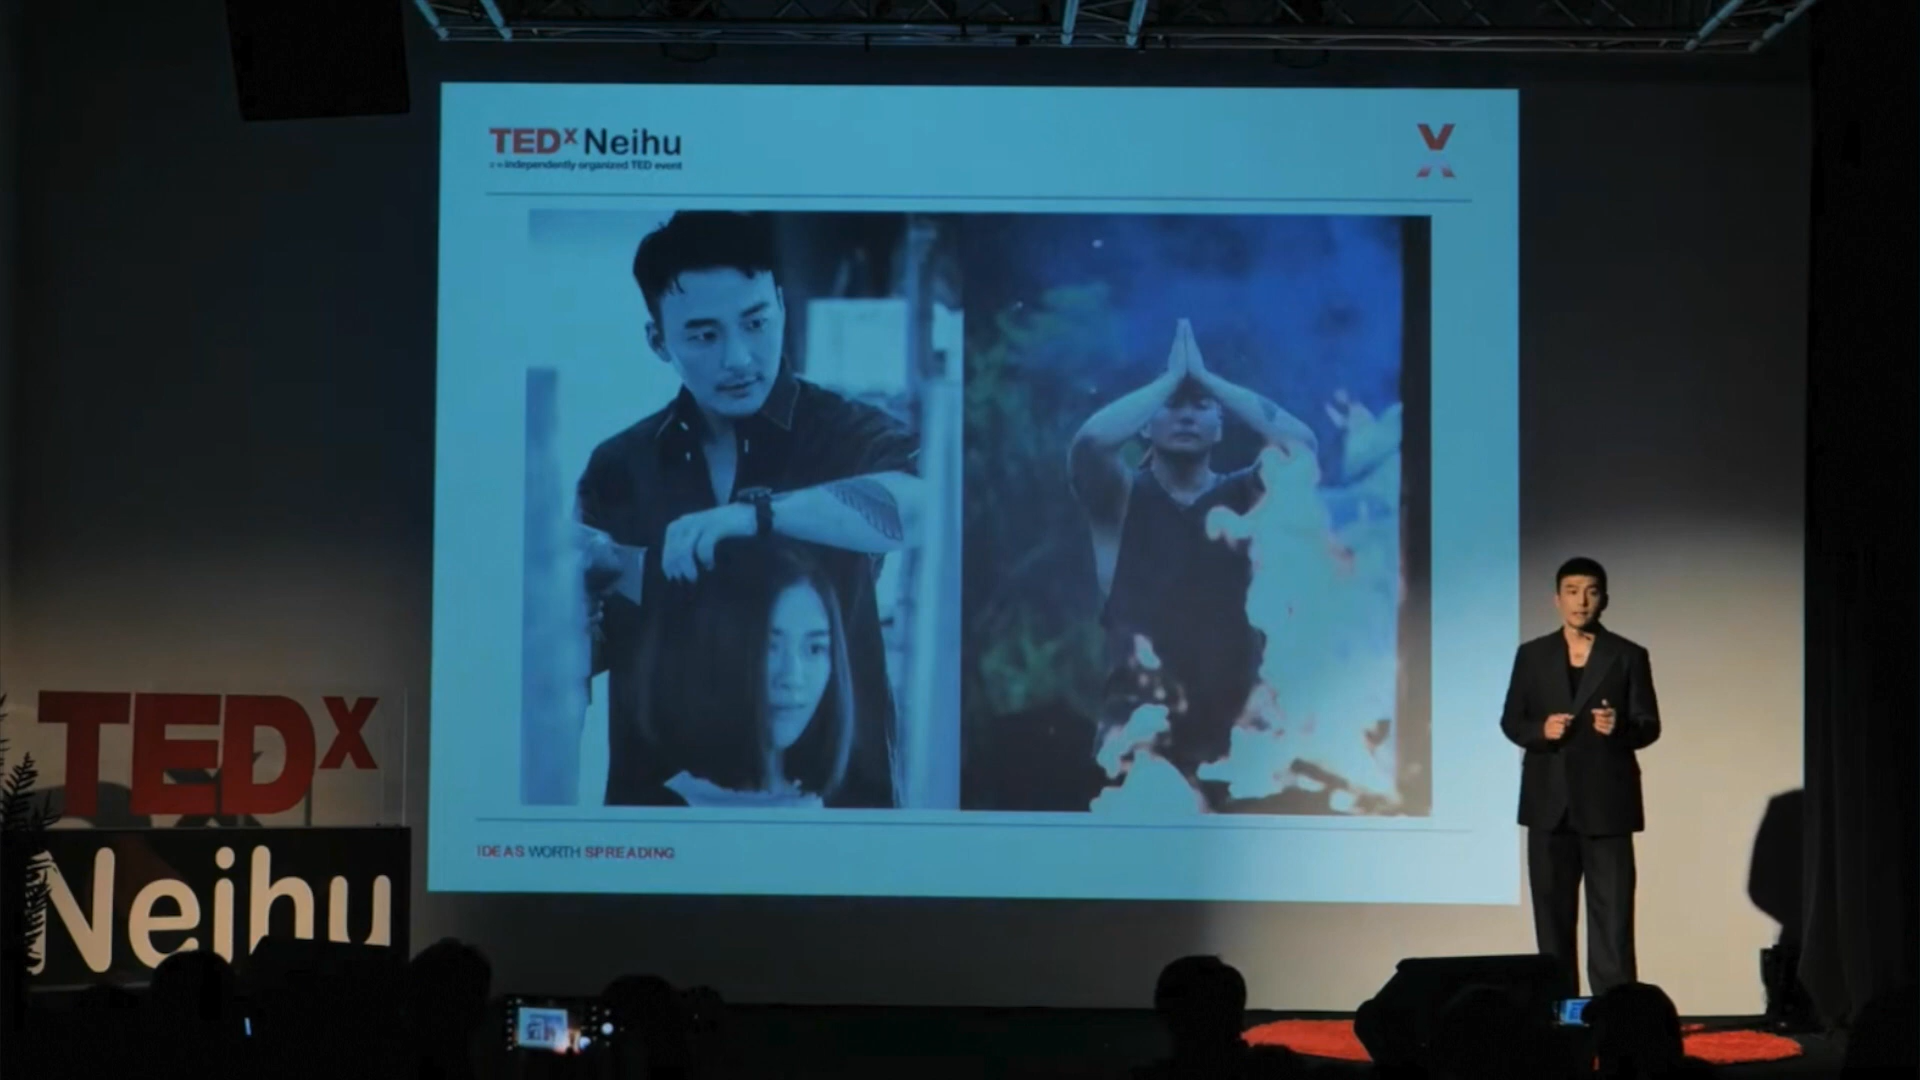 TEDx Neihu
x = independently organized TED event
X
IDEAS WORTH SPREADING
TEDx
Neihu